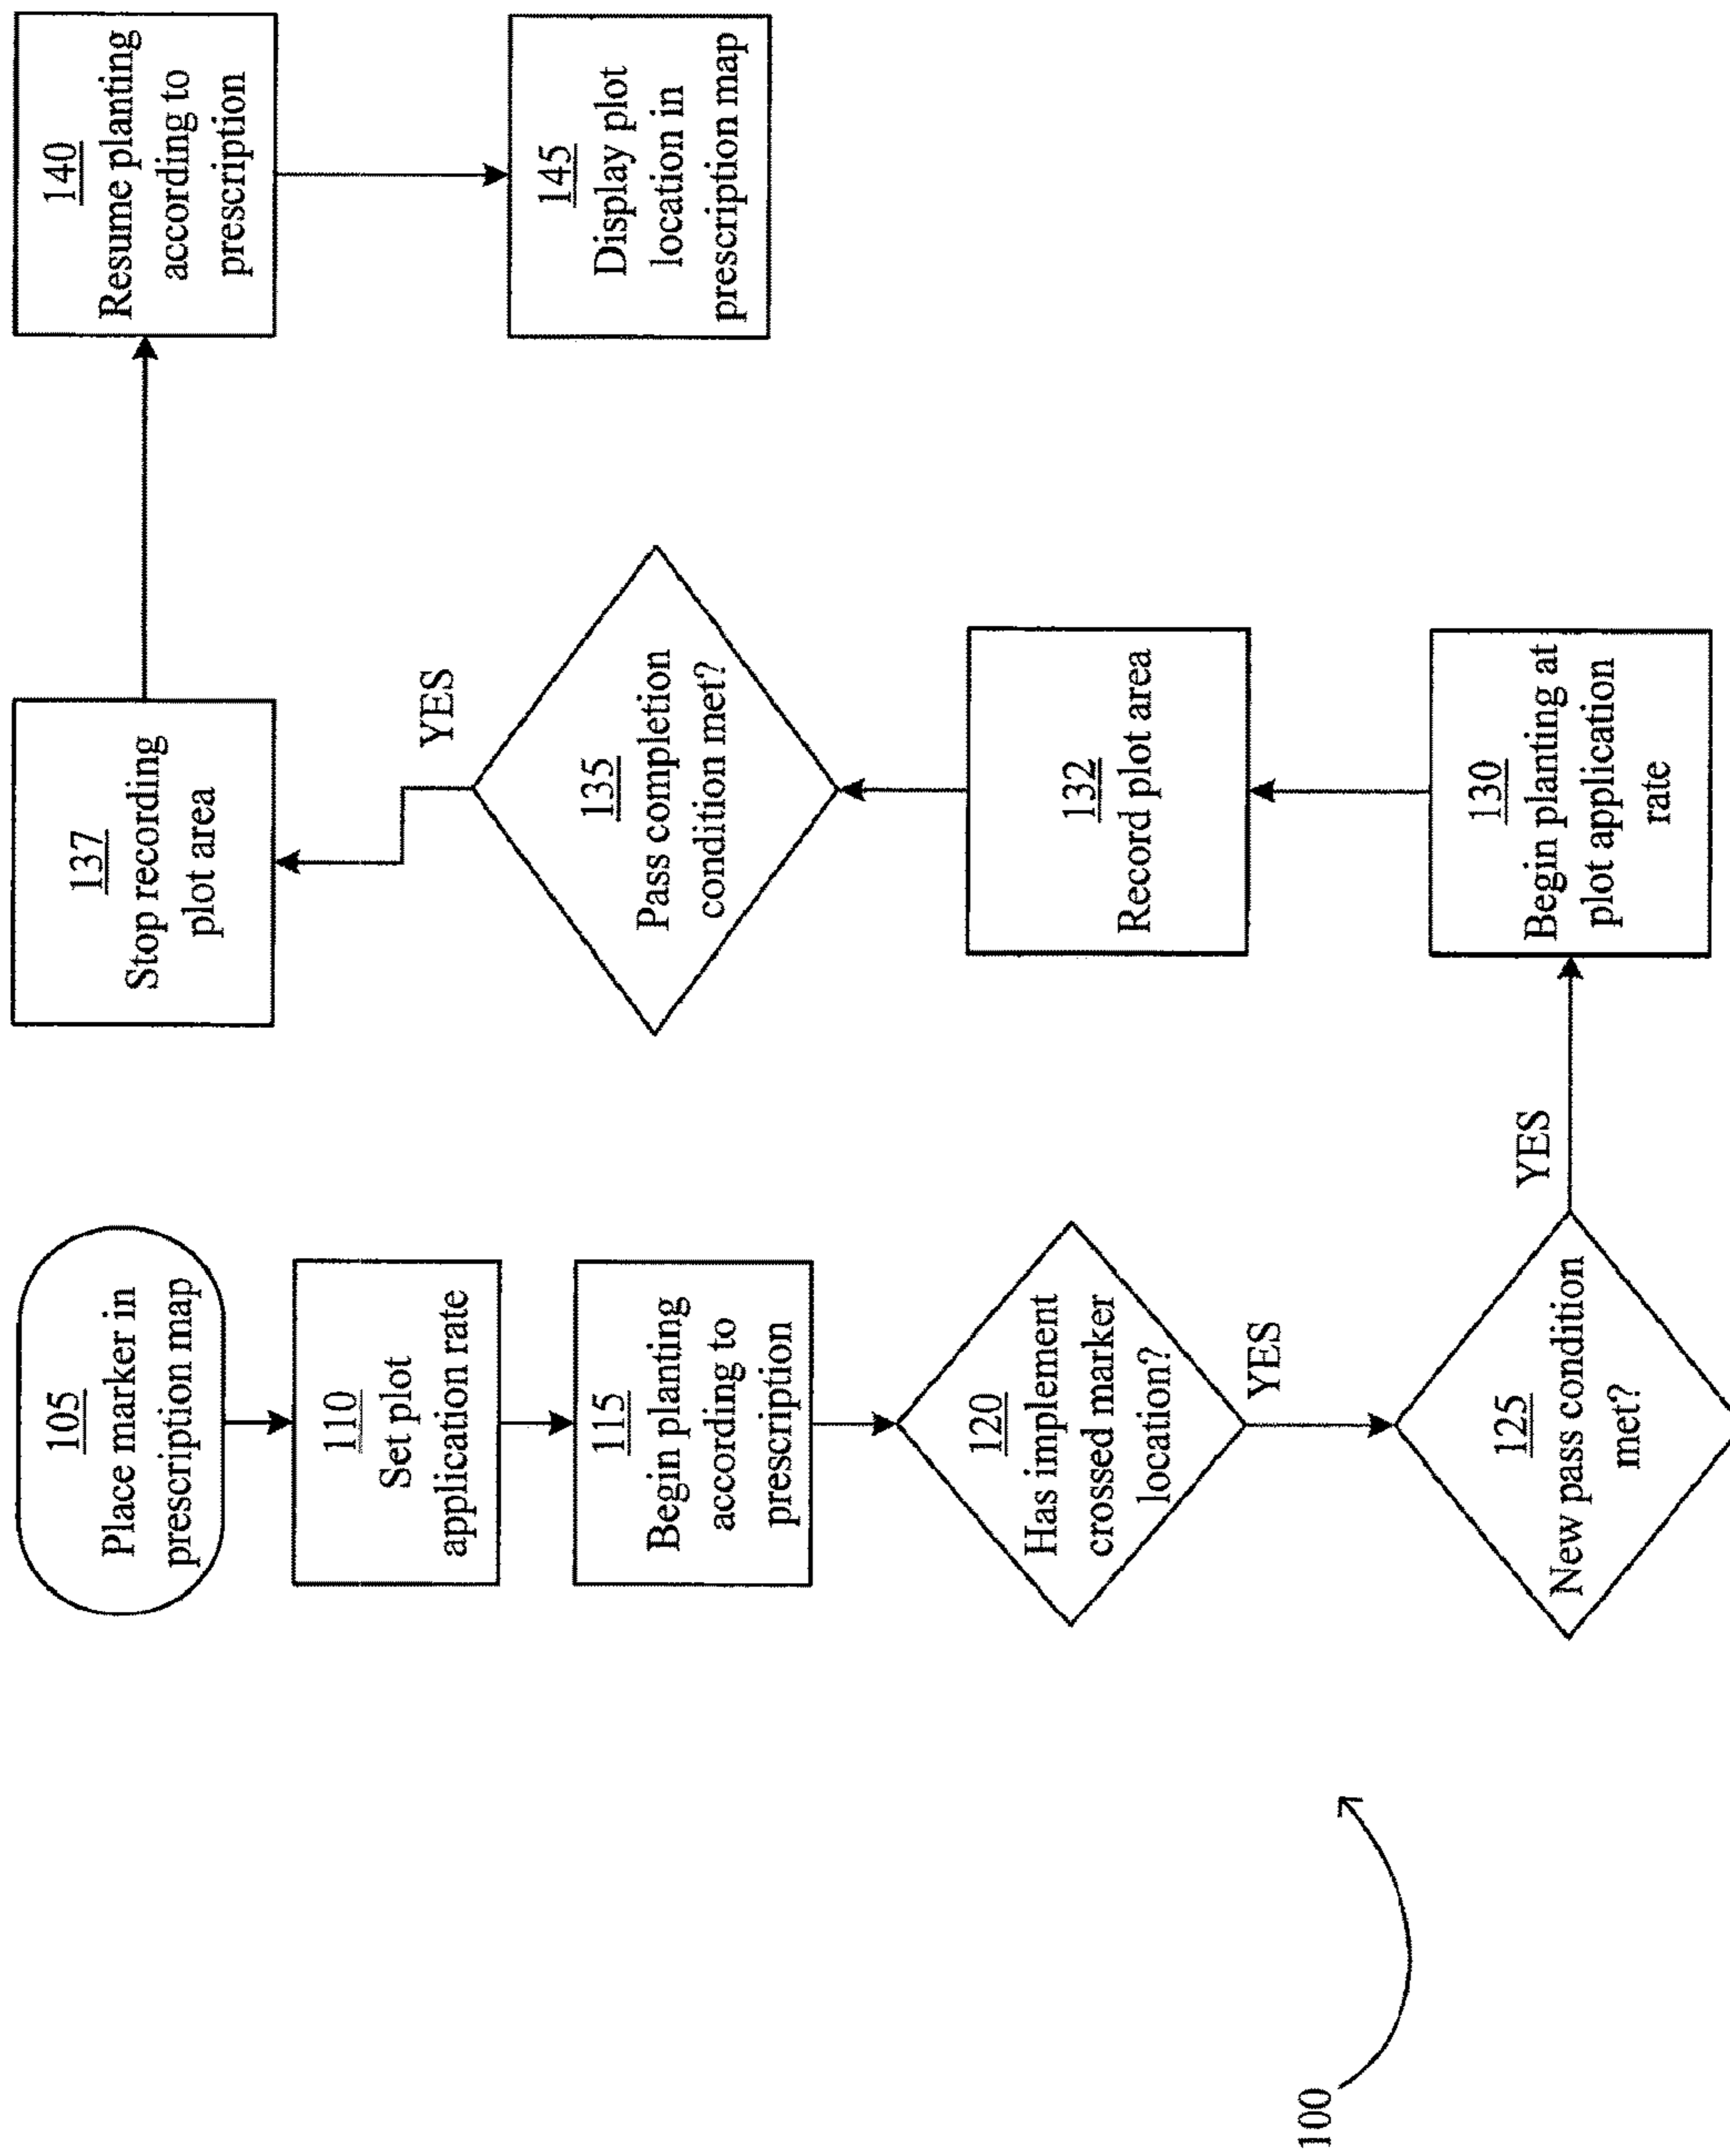 105
Place marker in
prescription map
110
Set plot
application rate
115
Begin planting
according to
prescription
120
Has implement
crossed marker
location?
YES
125
New pass condition
met?
YES
130
Begin planting at
plot application
rate
132
Record plot area
135
Pass completion
condition met?
YES
137
Stop recording
plot area
140
Resume planting
according to
prescription
145
Display plot
location in
prescription map
100